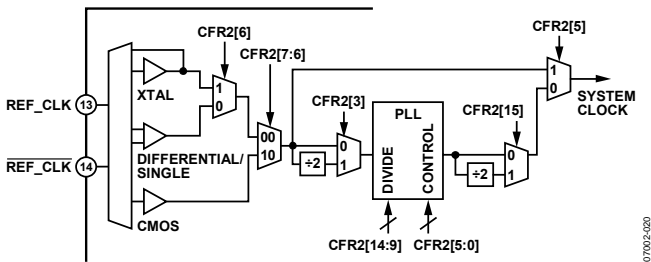 CFR2[6]
CFR2[5]
CFR2[7:6]
1
0
XTAL
1
0
SYSTEM
CLOCK
REF_CLK 13
CFR2[3]
PLL
CFR2[15]
00
10
0
1
÷2
DIVIDE
CONTROL
0
1
÷2
REF_CLK 14
DIFFERENTIAL/
SINGLE
CMOS
CFR2[14:9]
CFR2[5:0]
07002-020